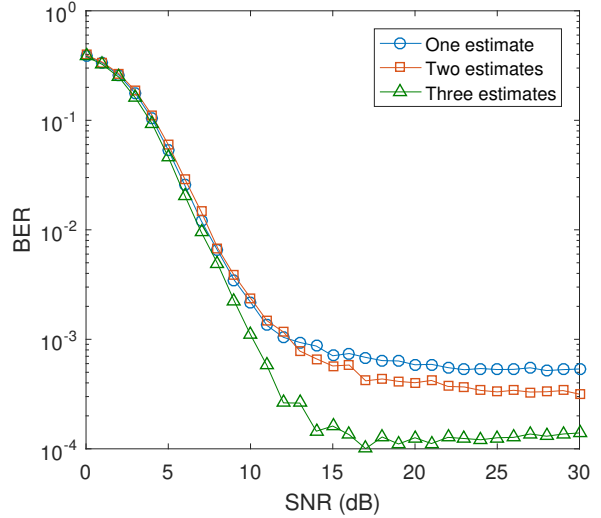 10^0
10^-1
10^-2
10^-3
10^-4
BER
0
5
10
15
20
25
30
SNR (dB)
One estimate
Two estimates
Three estimates